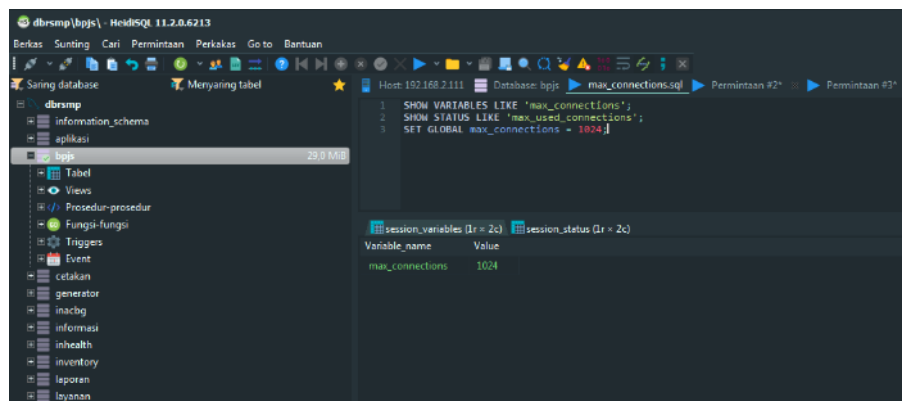 dbrsmp\bpjs\ - HeidiSQL 11.2.0.6213
Berkas Sunting Cari Permintaan Perkakas Go to Bantuan
Saring database Menyaring tabel
Host: 192.168.2.111 Database: bpjs max_connections.sql Permintaan #2* Permintaan #3*
dbrsmp
information_schema
aplikasi
bpjs 29,0 MiB
Tabel
Views
Prosedur-prosedur
Fungsi-fungsi
Triggers
Event
cetakan
generator
inacbg
informasi
inhealth
inventory
laporan
layanan
1 SHOW VARIABLES LIKE 'max_connections';
2 SHOW STATUS LIKE 'max_used_connections';
3 SET GLOBAL max_connections = 1024;
session_variables (1r × 2c) session_status (1r × 2c)
Variable_name Value
max_connections 1024